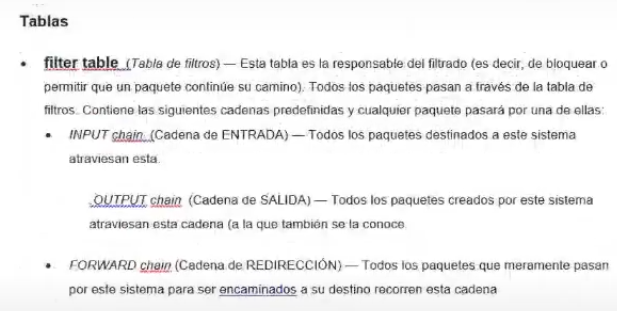 Tablas
filter table (Tabla de filtros) — Esta tabla es la responsable del filtrado (es decir, de bloquear o
permitir que un paquete continúe su camino). Todos los paquetes pasan a través de la tabla de
filtros. Contiene las siguientes cadenas predefinidas y cualquier paquete pasará por una de ellas:
INPUT chain (Cadena de ENTRADA) — Todos los paquetes destinados a este sistema
atraviesan esta
OUTPUT chain (Cadena de SALIDA) — Todos los paquetes creados por este sistema
atraviesan esta cadena (a la que también se la conoce
FORWARD chain (Cadena de REDIRECCIÓN) — Todos los paquetes que meramente pasan
por este sistema para ser encaminados a su destino recorren esta cadena